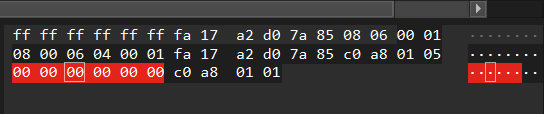 ff ff ff ff ff ff fa 17 a2 d0 7a 85 08 06 00 01 ········
08 00 06 04 00 01 fa 17 a2 d0 7a 85 c0 a8 01 05 ········
00 00 00 00 00 00 c0 a8 01 01 ········